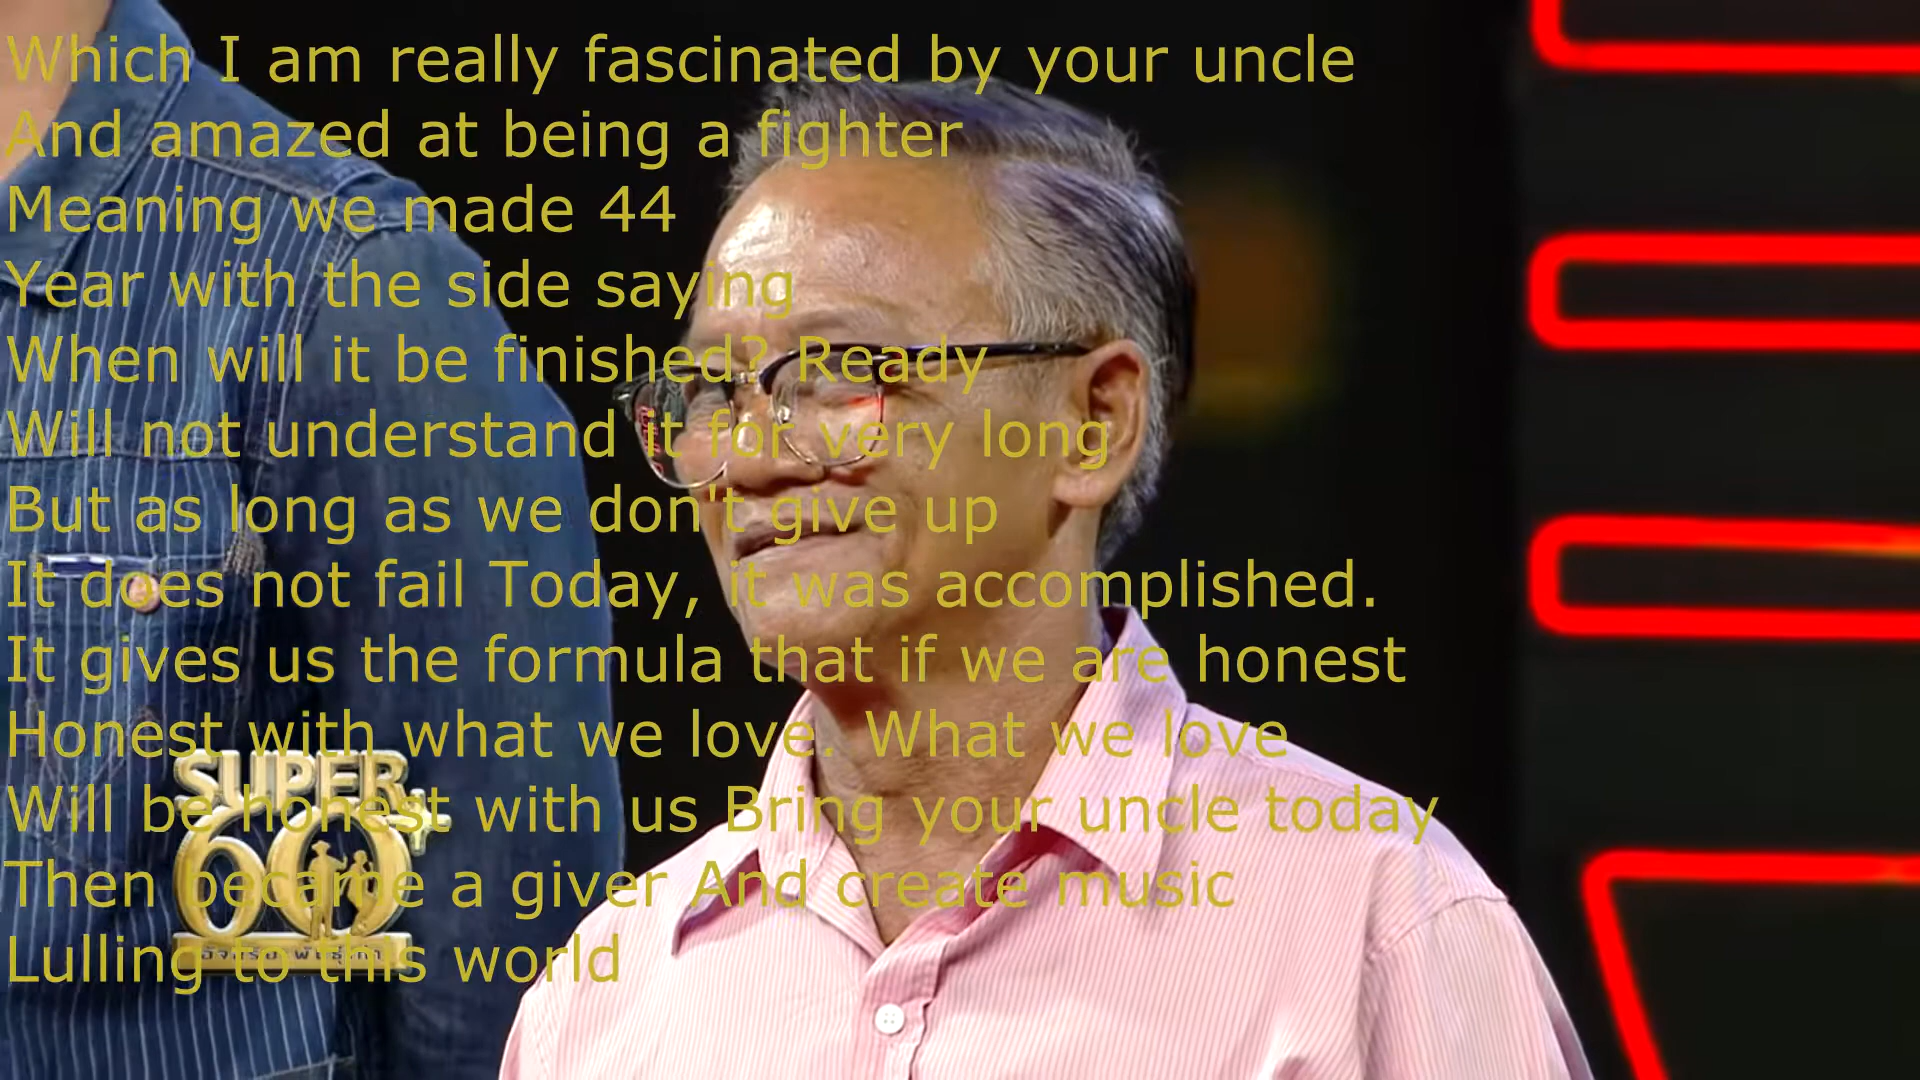 Which I am really fascinated by your uncle
And amazed at being a fighter
Meaning we made 44
Year with the side saying
When will it be finished? Ready
Will not understand it for very long
But as long as we don't give up
It does not fail Today, it was accomplished.
It gives us the formula that if we are honest
Honest with what we love. What we love
Will be honest with us Bring your uncle today
Then became a giver And create music
Lulling to this world
SUPER
60+